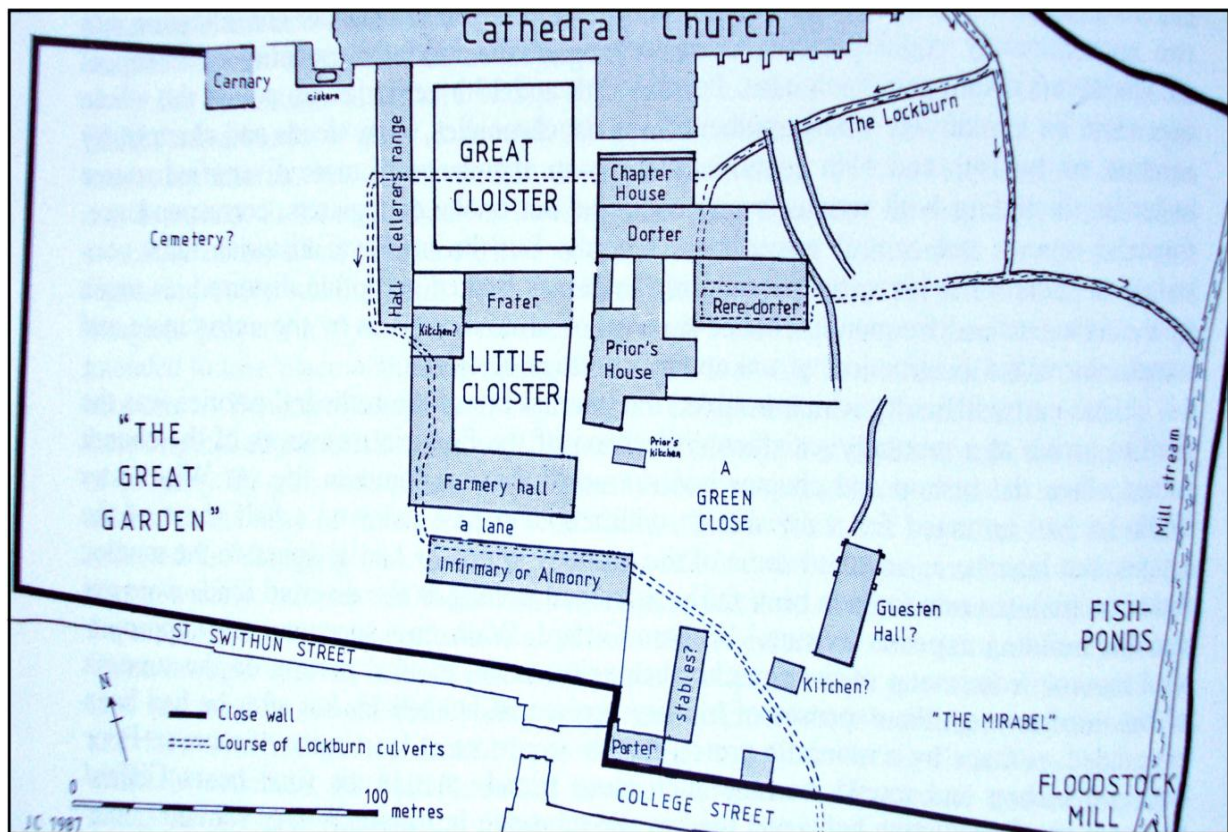 Cathedral Church
Carnary
cistern
The Lockburn
Cellerer's range
Hall
GREAT
CLOISTER
Chapter
House
Dorter
Rere-dorter
Cemetery?
Frater
Kitchen?
LITTLE
CLOISTER
Prior's
House
Prior's
kitchen
"THE
GREAT
GARDEN"
Farmery hall
a lane
Infirmary or Almonry
A
GREEN
CLOSE
Mill stream
Guesten
Hall?
FISH-
PONDS
Kitchen?
stables?
Porter
"THE MIRABEL"
FLOODSTOCK
MILL
ST. SWITHUN STREET
COLLEGE STREET
N
Close wall
Course of Lockburn culverts
0 100
metres
JC 1987